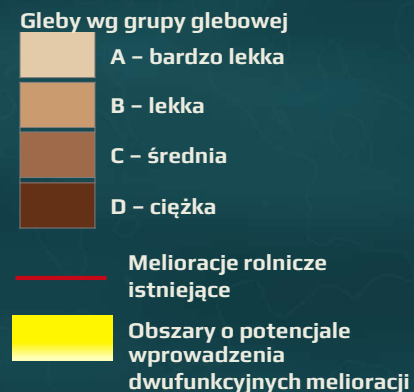 Gleby wg grupy glebowej
A – bardzo lekka
B – lekka
C – średnia
D – ciężka
Melioracje rolnicze
istniejące
Obszary o potencjale
wprowadzenia
dwufunkcyjnych melioracji